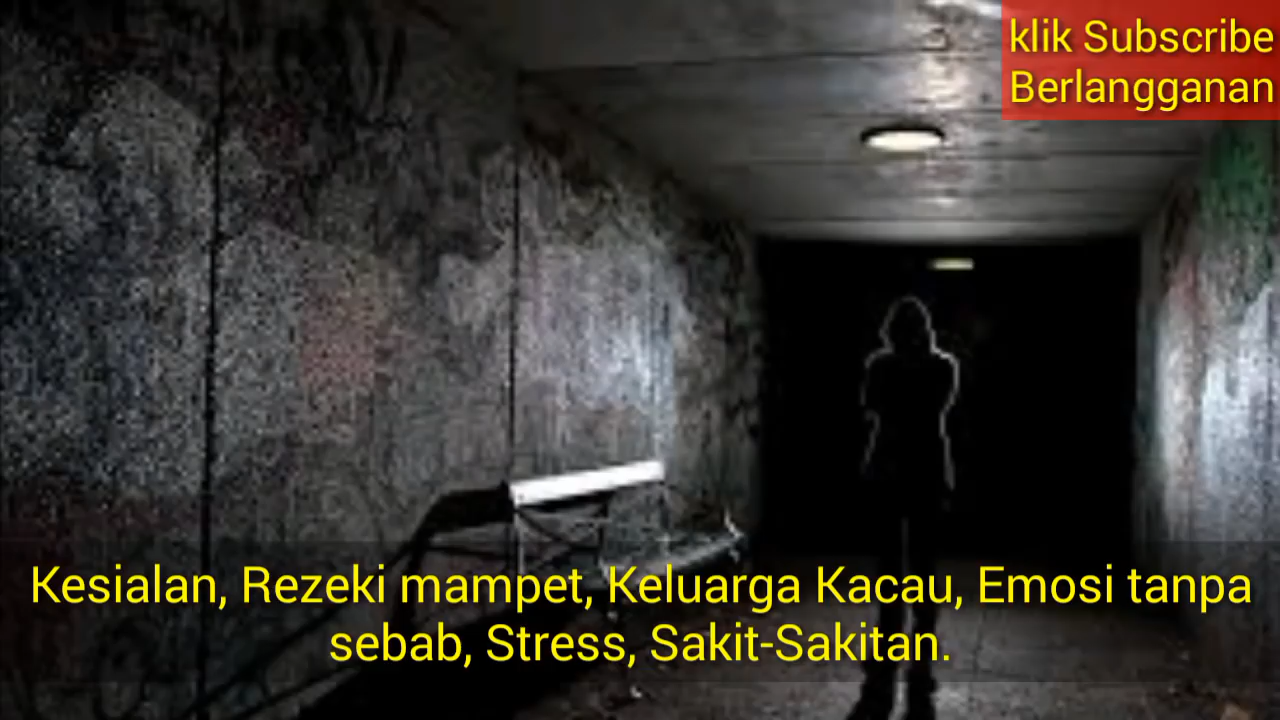 klik Subscribe
Berlangganan
Kesialan, Rezeki mampet, Keluarga Kacau, Emosi tanpa
sebab, Stress, Sakit-Sakitan.